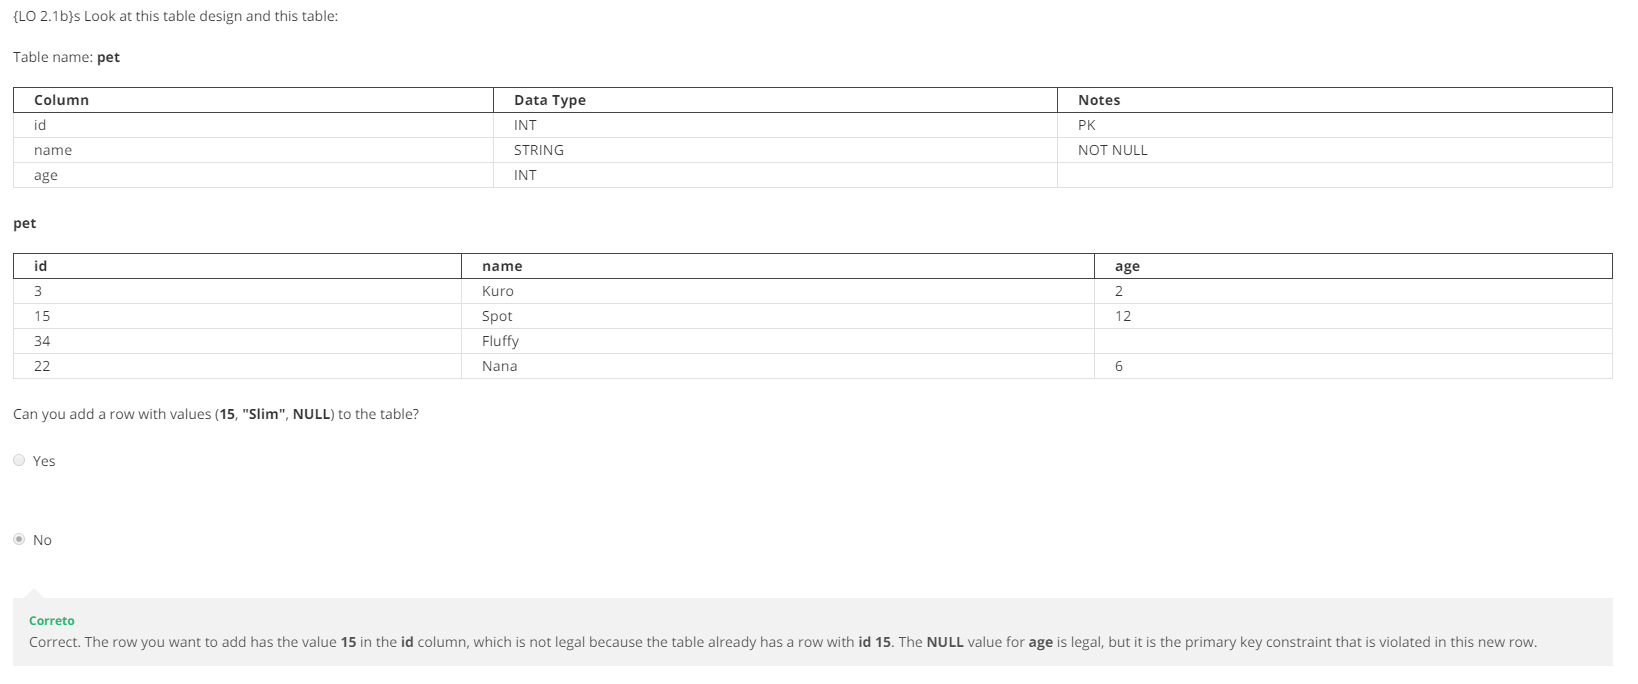 {LO 2.1b}s Look at this table design and this table:
Table name: pet
Column Data Type Notes
id INT PK
name STRING NOT NULL
age INT
pet
id name age
3 Kuro 2
15 Spot 12
34 Fluffy
22 Nana 6
Can you add a row with values (15, "Slim", NULL) to the table?
Yes
No
Correto
Correct. The row you want to add has the value 15 in the id column, which is not legal because the table already has a row with id 15. The NULL value for age is legal, but it is the primary key constraint that is violated in this new row.